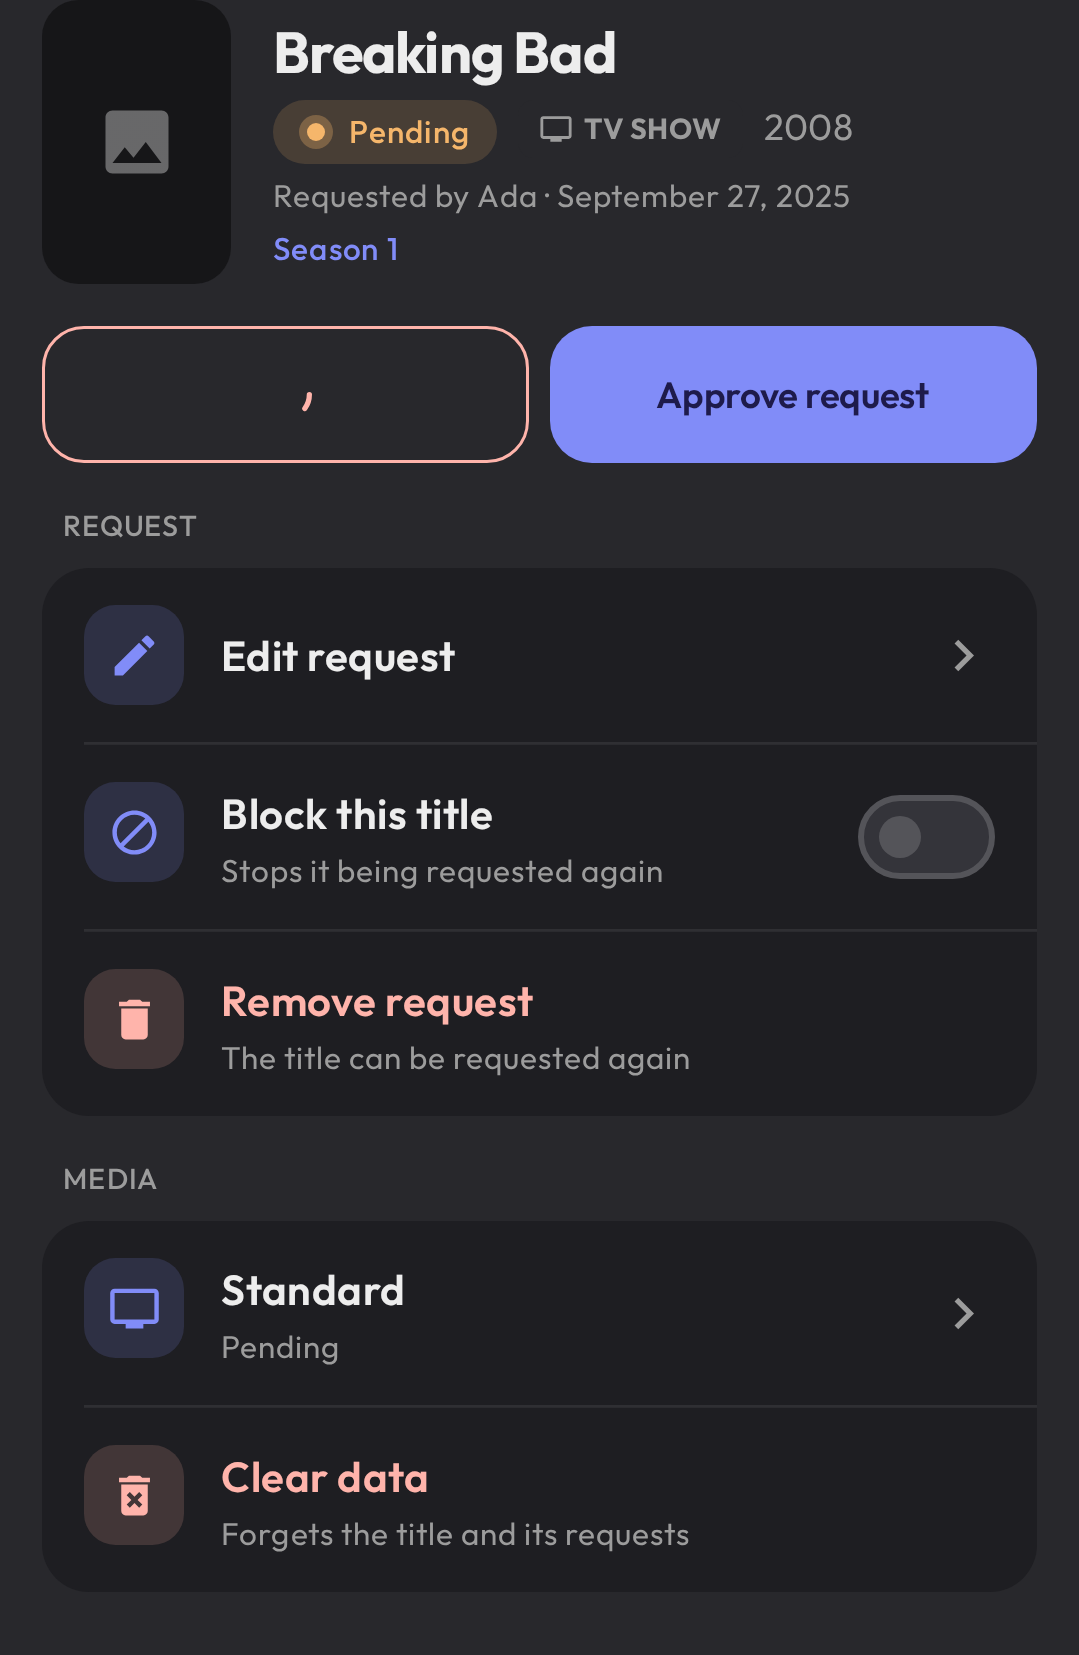 Breaking Bad
Pending
TV SHOW
2008
Requested by Ada · September 27, 2025
Season 1
Approve request
REQUEST
Edit request
Block this title
Stops it being requested again
Remove request
The title can be requested again
MEDIA
Standard
Pending
Clear data
Forgets the title and its requests